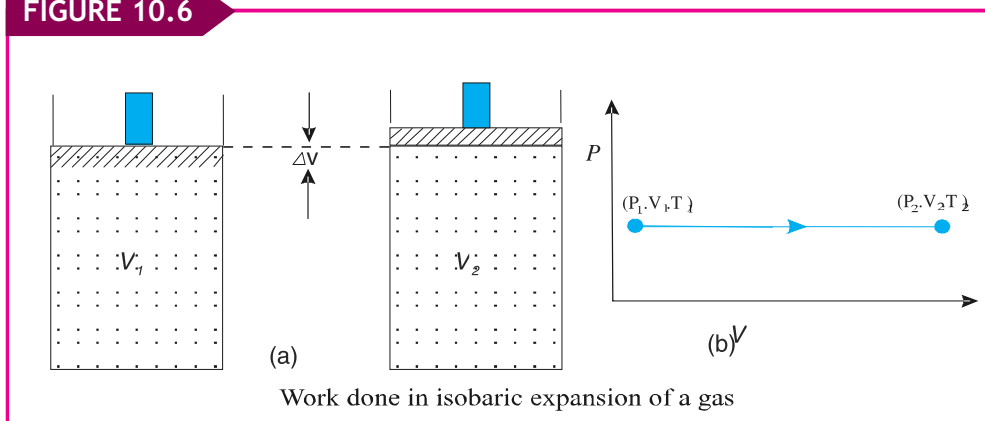 FIGURE 10.6
ΔV
P
(P₁.V₁.T₁)
(P₂.V₂T₂)
V₁
V₂
(a)
(b)
V
Work done in isobaric expansion of a gas